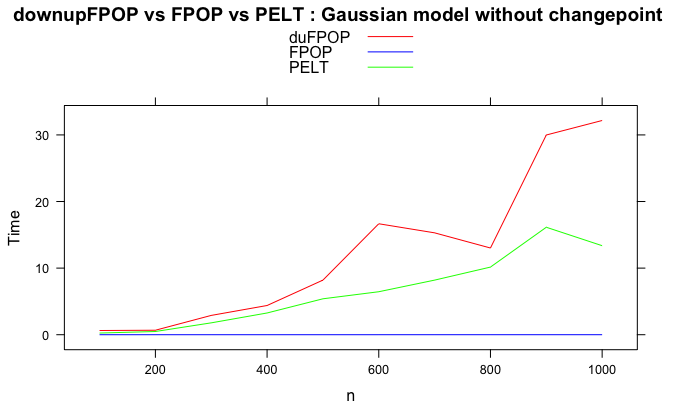 downupFPOP vs FPOP vs PELT : Gaussian model without changepoint
duFPOP
FPOP
PELT
30
20
10
0
Time
200 400 600 800 1000
n